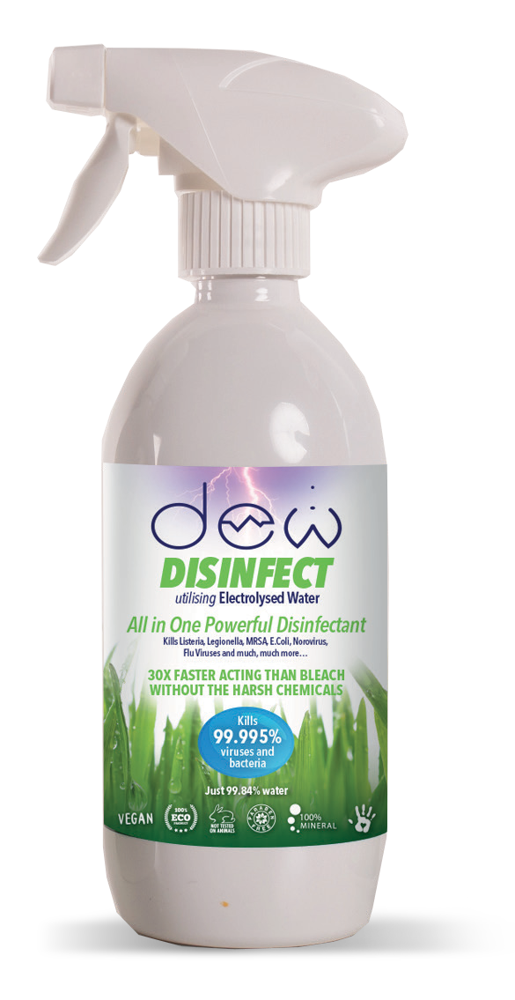 dew
DISINFECT
utilising Electrolysed Water
All in One Powerful Disinfectant
Kills Listeria, Legionella, MRSA, E.Coli, Norovirus,
Flu Viruses and much, much more...
30X FASTER ACTING THAN BLEACH
WITHOUT THE HARSH CHEMICALS
Kills
99.995%
viruses and
bacteria
Just 99.84% water
VEGAN
100%
ECO
PRODUCT
NOT TESTED
ON ANIMALS
PARABEN
FREE
100%
MINERAL